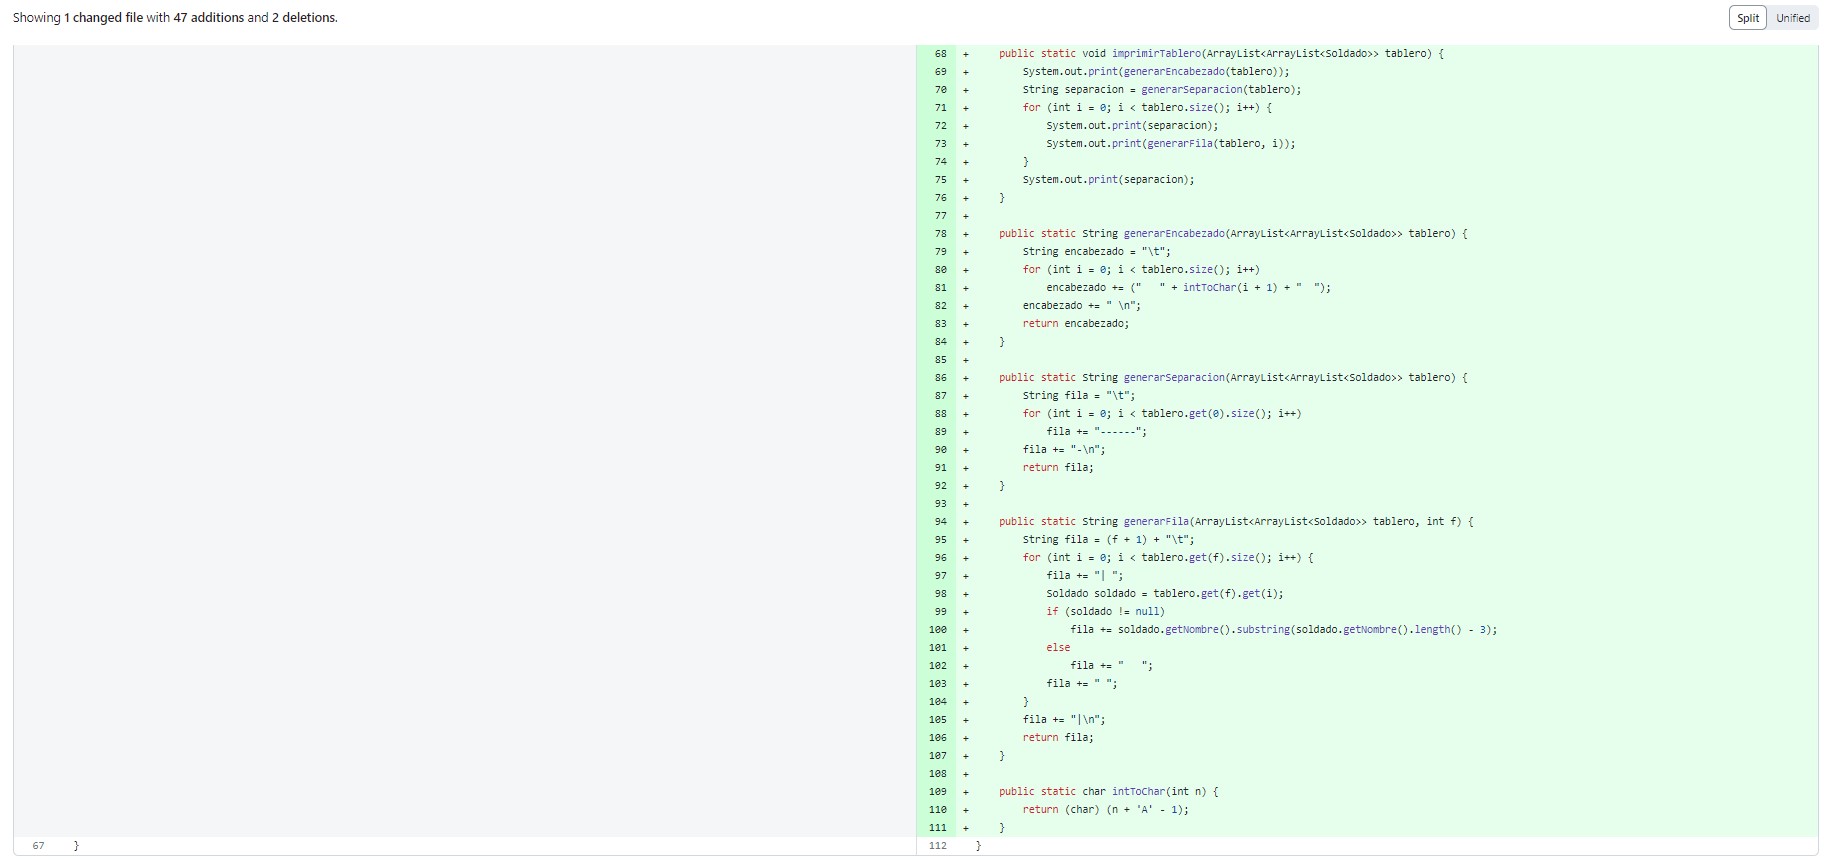 Showing 1 changed file with 47 additions and 2 deletions.
Split Unified
68 + public static void imprimirTablero(ArrayList<ArrayList<Soldado>> tablero) {
69 + System.out.print(generarEncabezado(tablero));
70 + String separacion = generarSeparacion(tablero);
71 + for (int i = 0; i < tablero.size(); i++) {
72 + System.out.print(separacion);
73 + System.out.print(generarFila(tablero, i));
74 + }
75 + System.out.print(separacion);
76 + }
77 +
78 + public static String generarEncabezado(ArrayList<ArrayList<Soldado>> tablero) {
79 + String encabezado = "\t";
80 + for (int i = 0; i < tablero.size(); i++)
81 + encabezado += ("   " + intToChar(i + 1) + "  ");
82 + encabezado += " \n";
83 + return encabezado;
84 + }
85 +
86 + public static String generarSeparacion(ArrayList<ArrayList<Soldado>> tablero) {
87 + String fila = "\t";
88 + for (int i = 0; i < tablero.get(0).size(); i++)
89 + fila += "------";
90 + fila += "-\n";
91 + return fila;
92 + }
93 +
94 + public static String generarFila(ArrayList<ArrayList<Soldado>> tablero, int f) {
95 + String fila = (f + 1) + "\t";
96 + for (int i = 0; i < tablero.get(f).size(); i++) {
97 + fila += "| ";
98 + Soldado soldado = tablero.get(f).get(i);
99 + if (soldado != null)
100 + fila += soldado.getNombre().substring(soldado.getNombre().length() - 3);
101 + else
102 + fila += "   ";
103 + fila += " ";
104 + }
105 + fila += "|\n";
106 + return fila;
107 + }
108 +
109 + public static char intToChar(int n) {
110 + return (char) (n + 'A' - 1);
111 + }
67 } 112 }